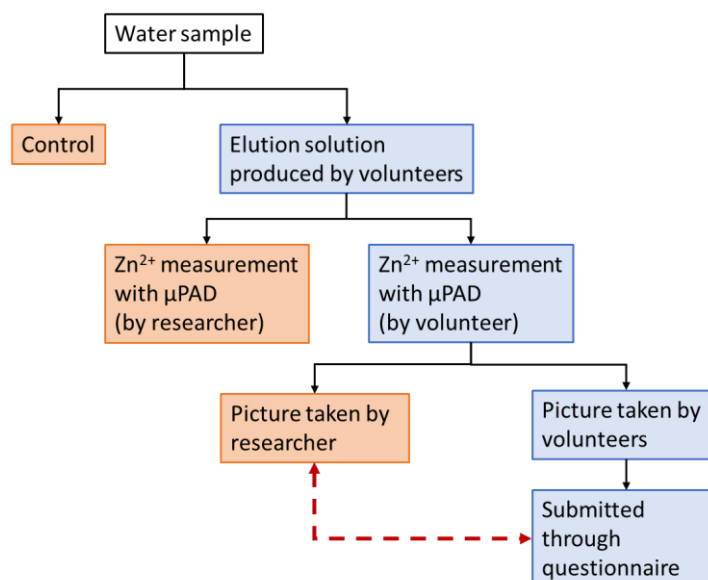 Water sample
Control
Elution solution
produced by volunteers
Zn²⁺ measurement
with μPAD
(by researcher)
Zn²⁺ measurement
with μPAD
(by volunteer)
Picture taken by
researcher
Picture taken by
volunteers
Submitted
through
questionnaire